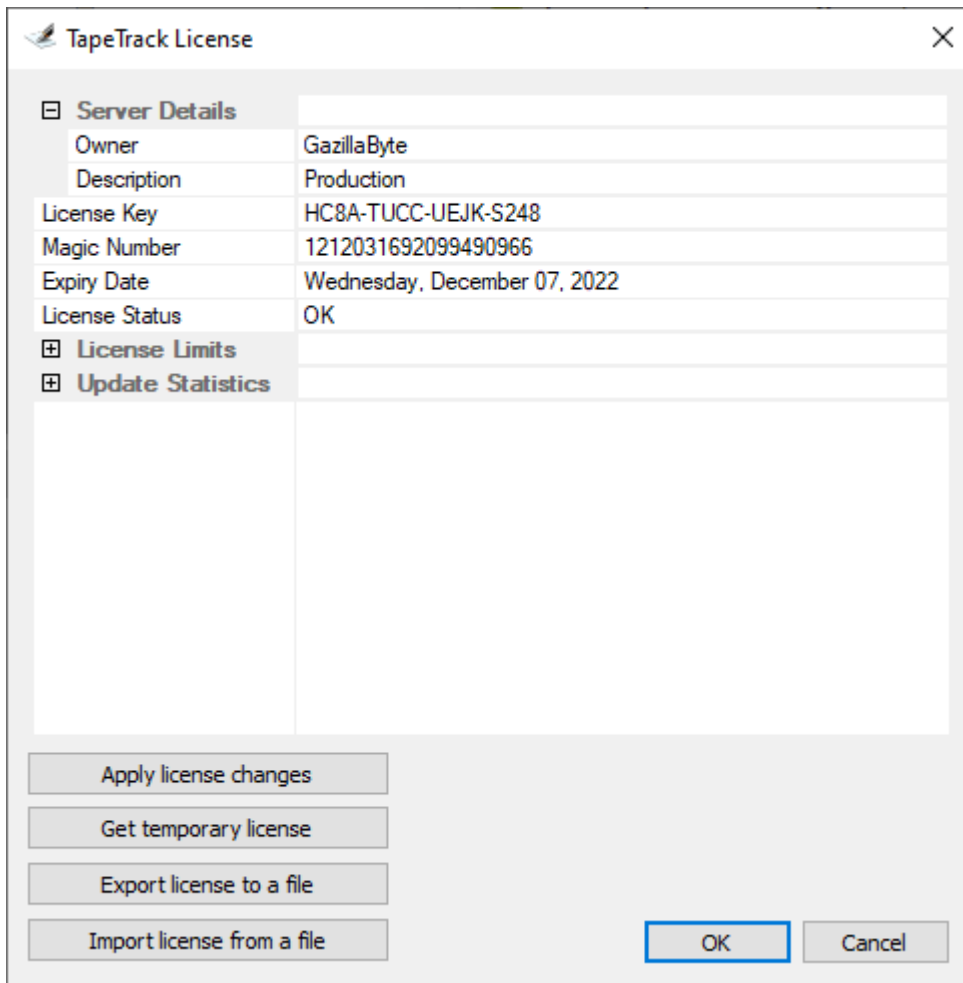 TapeTrack License
Server Details
Owner GazillaByte
Description Production
License Key HC8A-TUCC-UEJK-S248
Magic Number 1212031692099490966
Expiry Date Wednesday, December 07, 2022
License Status OK
License Limits
Update Statistics
Apply license changes
Get temporary license
Export license to a file
Import license from a file
OK Cancel